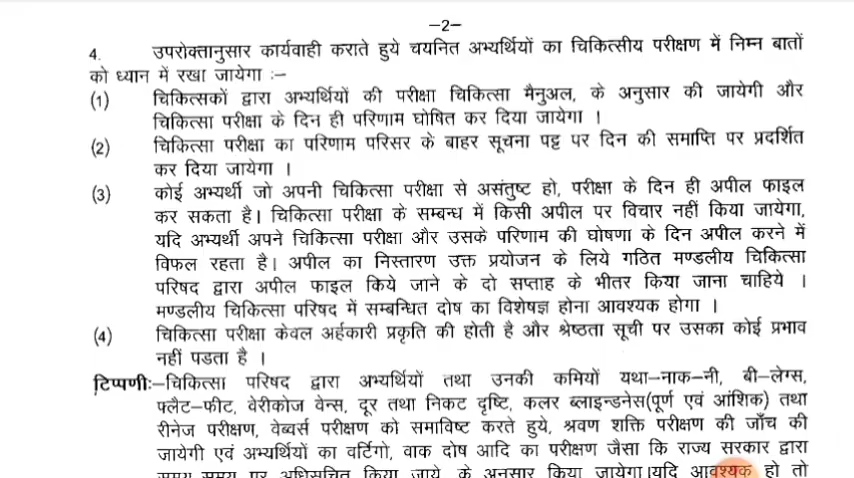 –2–
4. उपरोक्तानुसार कार्यवाही कराते हुये चयनित अभ्यर्थियों का चिकित्सीय परीक्षण में निम्न बातों
को ध्यान में रखा जायेगा :–
(1) चिकित्सकों द्वारा अभ्यर्थियों की परीक्षा चिकित्सा मैनुअल, के अनुसार की जायेगी और
चिकित्सा परीक्षा के दिन ही परिणाम घोषित कर दिया जायेगा ।
(2) चिकित्सा परीक्षा का परिणाम परिसर के बाहर सूचना पट्ट पर दिन की समाप्ति पर प्रदर्शित
कर दिया जायेगा ।
(3) कोई अभ्यर्थी जो अपनी चिकित्सा परीक्षा से असंतुष्ट हो, परीक्षा के दिन ही अपील फाइल
कर सकता है। चिकित्सा परीक्षा के सम्बन्ध में किसी अपील पर विचार नहीं किया जायेगा,
यदि अभ्यर्थी अपने चिकित्सा परीक्षा और उसके परिणाम की घोषणा के दिन अपील करने में
विफल रहता है। अपील का निस्तारण उक्त प्रयोजन के लिये गठित मण्डलीय चिकित्सा
परिषद द्वारा अपील फाइल किये जाने के दो सप्ताह के भीतर किया जाना चाहिये ।
मण्डलीय चिकित्सा परिषद में सम्बन्धित दोष का विशेषज्ञ होना आवश्यक होगा ।
(4) चिकित्सा परीक्षा केवल अर्हकारी प्रकृति की होती है और श्रेष्ठता सूची पर उसका कोई प्रभाव
नहीं पडता है ।
टिप्पणीः–चिकित्सा परिषद द्वारा अभ्यर्थियों तथा उनकी कमियों यथा–नाक–नी, बी–लेग्स,
फ्लैट–फीट, वेरीकोज वेन्स, दूर तथा निकट दृष्टि, कलर ब्लाइन्डनेस(पूर्ण एवं आंशिक) तथा
रीनेज परीक्षण, वेब्वर्स परीक्षण को समाविष्ट करते हुये, श्रवण शक्ति परीक्षण की जाँच की
जायेगी एवं अभ्यर्थियों का वर्टिगो, वाक दोष आदि का परीक्षण जैसा कि राज्य सरकार द्वारा
समय समय पर अधिसूचित किया जाये, के अनुसार किया जायेगा।यदि आवश्यक हो तो